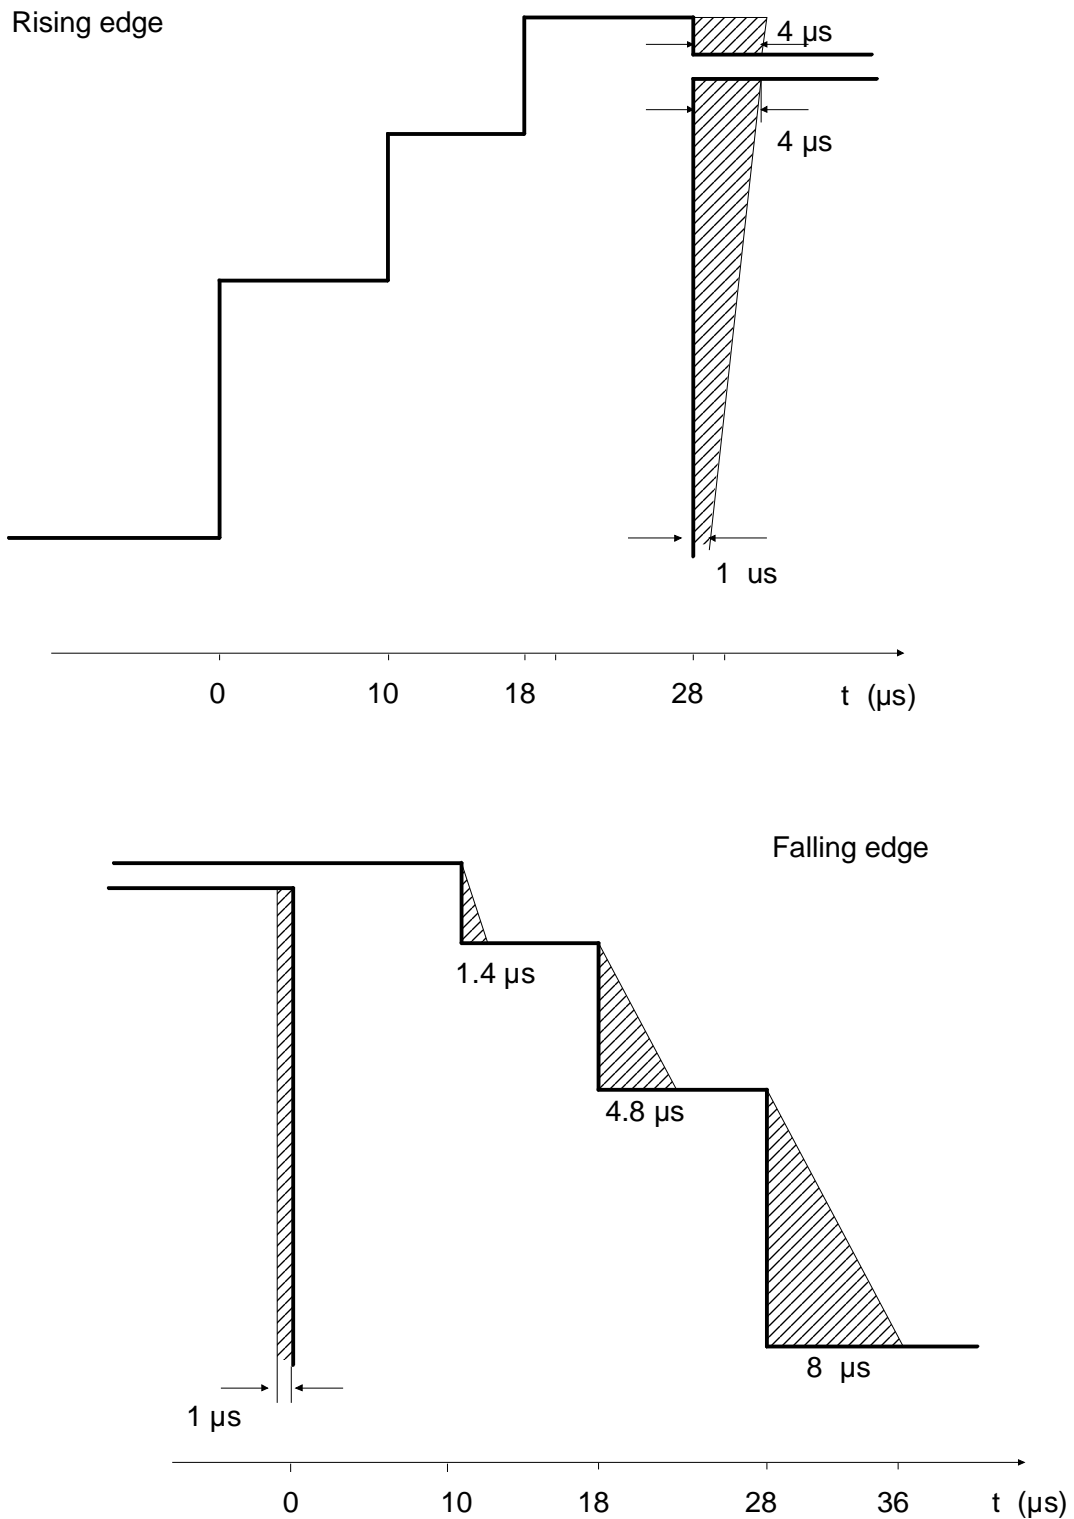 Rising edge
4 µs
4 µs
1 us
0 10 18 28 t (µs)
Falling edge
1.4 µs
4.8 µs
8 µs
1 µs
0 10 18 28 36 t (µs)